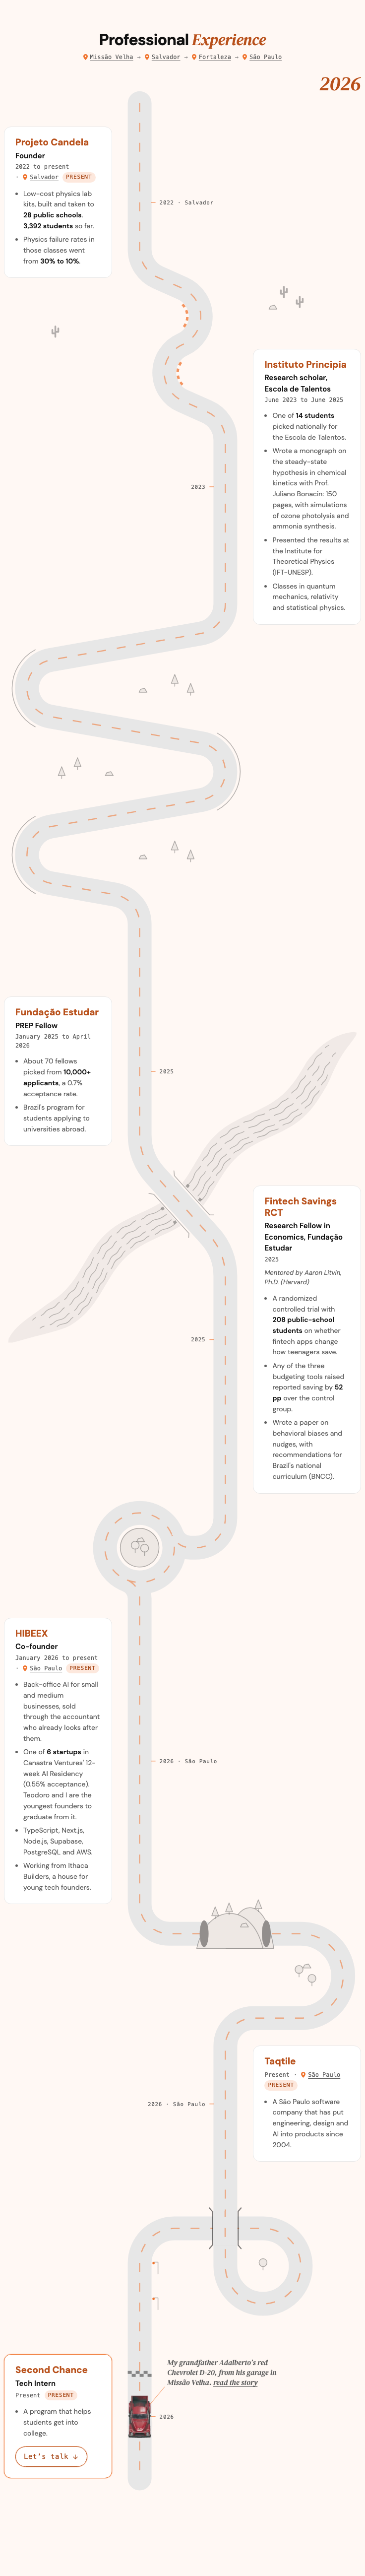 Professional Experience
Missão Velha → Salvador → Fortaleza → São Paulo
2026
Projeto Candela
Founder
2022 to present
· Salvador PRESENT
• Low-cost physics lab
kits, built and taken to
28 public schools.
3,392 students so far.
• Physics failure rates in
those classes went
from 30% to 10%.
2022 · Salvador
Instituto Principia
Research scholar,
Escola de Talentos
June 2023 to June 2025
• One of 14 students
picked nationally for
the Escola de Talentos.
• Wrote a monograph on
the steady-state
hypothesis in chemical
kinetics with Prof.
Juliano Bonacin: 150
pages, with simulations
of ozone photolysis and
ammonia synthesis.
• Presented the results at
the Institute for
Theoretical Physics
(IFT-UNESP).
• Classes in quantum
mechanics, relativity
and statistical physics.
2023
Fundação Estudar
PREP Fellow
January 2025 to April
2026
• About 70 fellows
picked from 10,000+
applicants, a 0.7%
acceptance rate.
• Brazil's program for
students applying to
universities abroad.
2025
Fintech Savings
RCT
Research Fellow in
Economics, Fundação
Estudar
2025
Mentored by Aaron Litvin,
Ph.D. (Harvard)
• A randomized
controlled trial with
208 public-school
students on whether
fintech apps change
how teenagers save.
• Any of the three
budgeting tools raised
reported saving by 52
pp over the control
group.
• Wrote a paper on
behavioral biases and
nudges, with
recommendations for
Brazil's national
curriculum (BNCC).
2025
HIBEEX
Co-founder
January 2026 to present
· São Paulo PRESENT
• Back-office AI for small
and medium
businesses, sold
through the accountant
who already looks after
them.
• One of 6 startups in
Canastra Ventures' 12-
week AI Residency
(0.55% acceptance).
Teodoro and I are the
youngest founders to
graduate from it.
• TypeScript, Next.js,
Node.js, Supabase,
PostgreSQL and AWS.
• Working from Ithaca
Builders, a house for
young tech founders.
2026 · São Paulo
Taqtile
Present · São Paulo
PRESENT
• A São Paulo software
company that has put
engineering, design and
AI into products since
2004.
2026 · São Paulo
My grandfather Adalberto's red
Chevrolet D-20, from his garage in
Missão Velha. read the story
Second Chance
Tech Intern
Present PRESENT
• A program that helps
students get into
college.
Let's talk ↓
2026